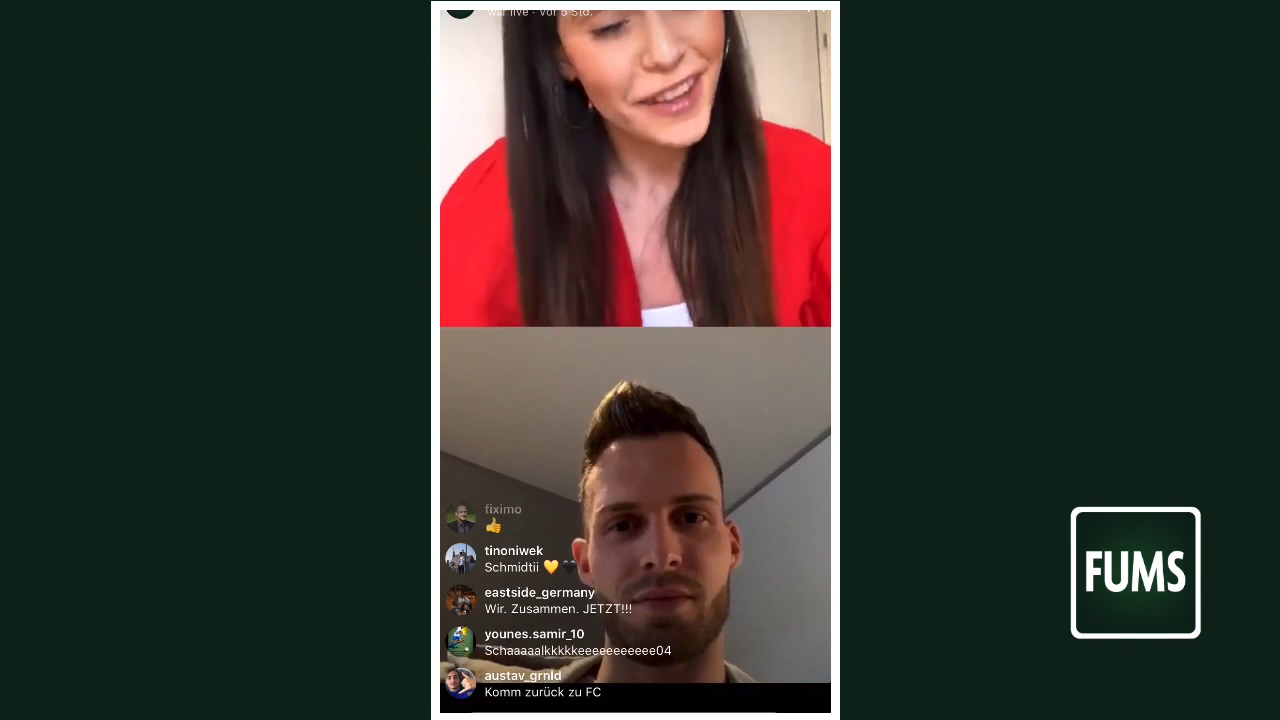 war live · Vor 5 Std.
fiximo
👍
tinoniwek
Schmidtii 💛🖤
eastside_germany
Wir. Zusammen. JETZT!!!
younes.samir_10
Schaaaaalkkkkkeeeeeeeeeee04
austav_grnld
Komm zurück zu FC
FUMS